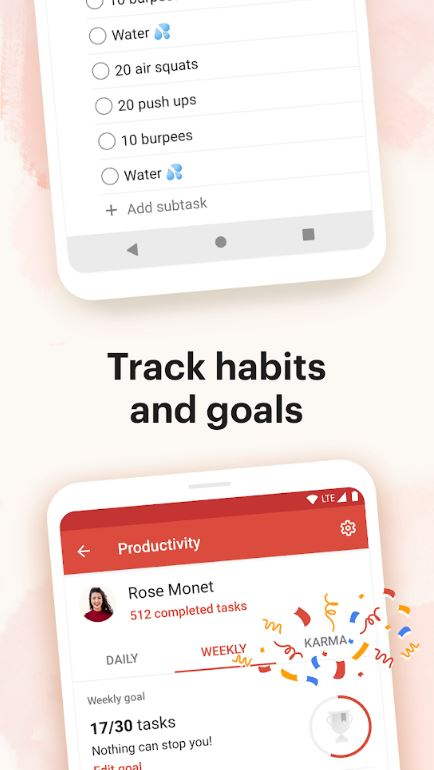 10 burpees
Water 💦
20 air squats
20 push ups
10 burpees
Water 💦
+ Add subtask
Track habits
and goals
LTE
Productivity
Rose Monet
512 completed tasks
DAILY
WEEKLY
KARMA
Weekly goal
17/30 tasks
Nothing can stop you!
Edit goal